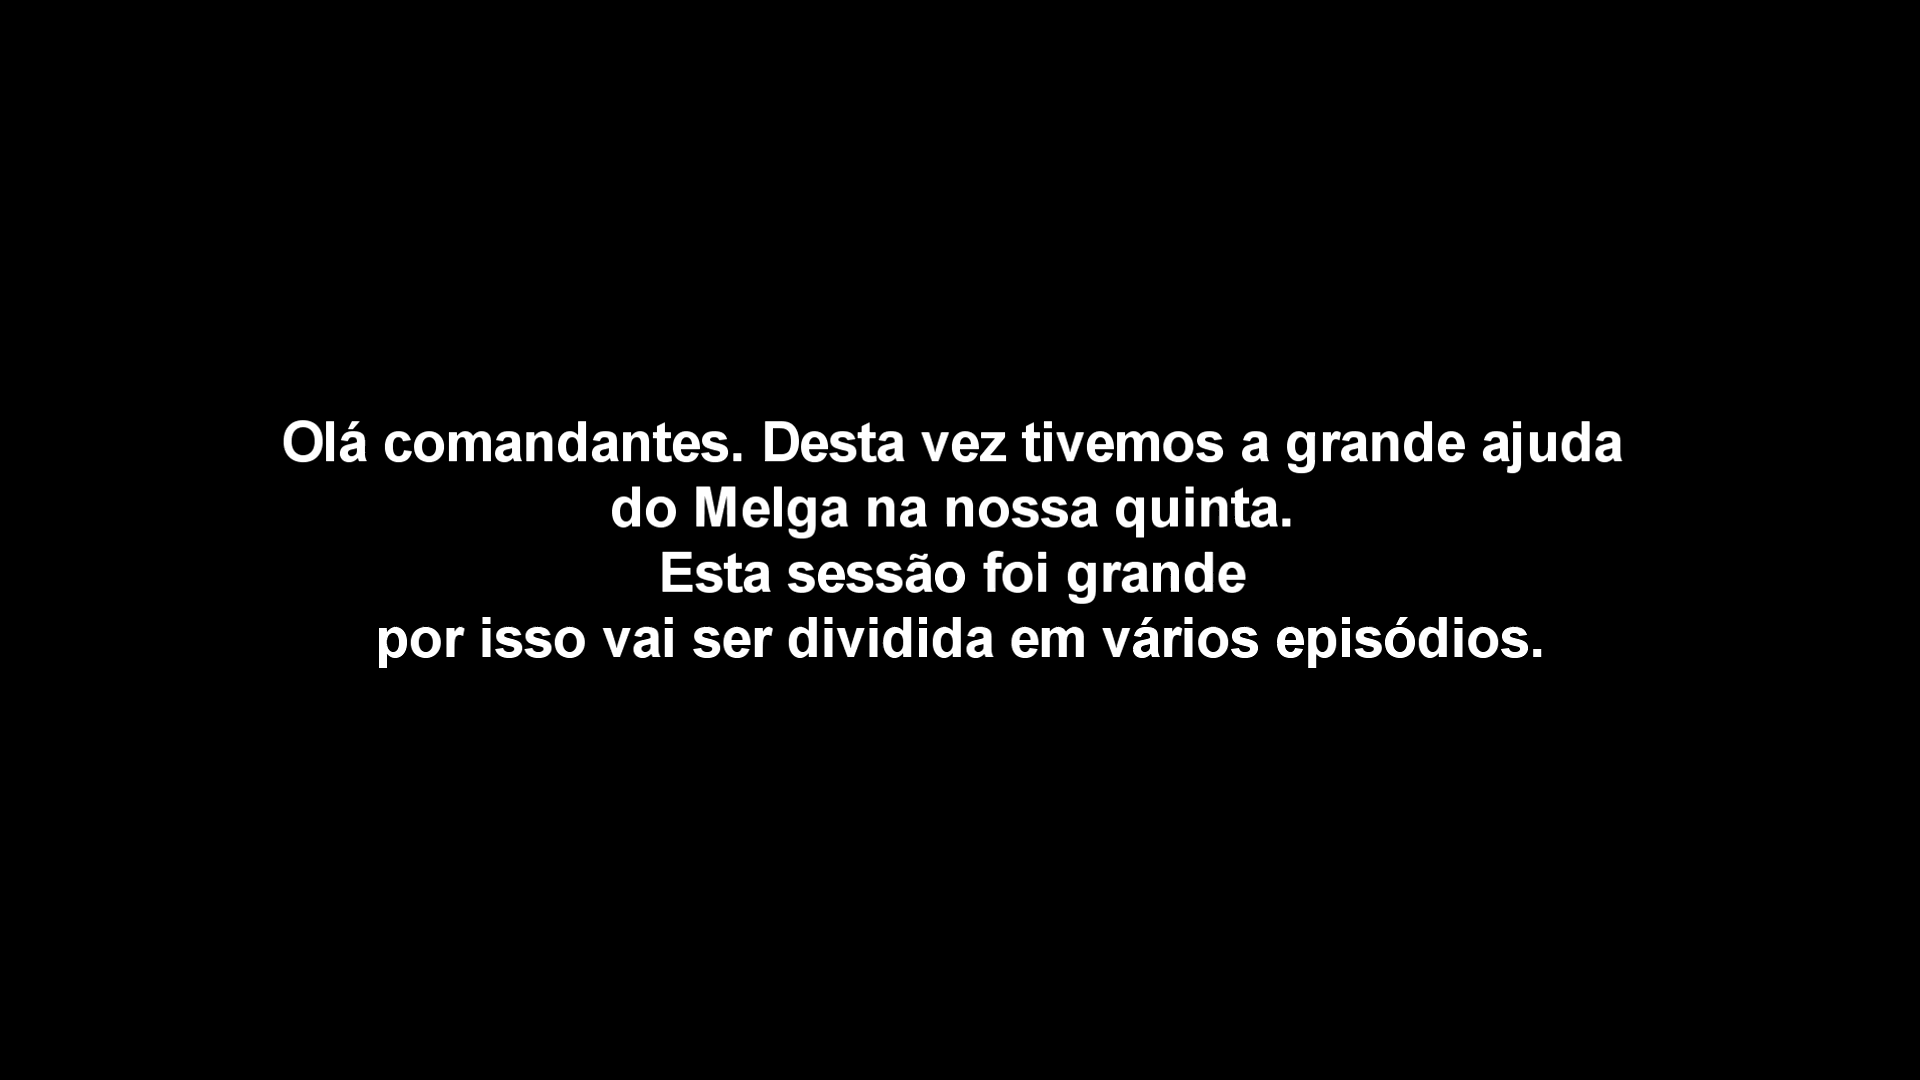 Olá comandantes. Desta vez tivemos a grande ajuda
do Melga na nossa quinta.
Esta sessão foi grande
por isso vai ser dividida em vários episódios.